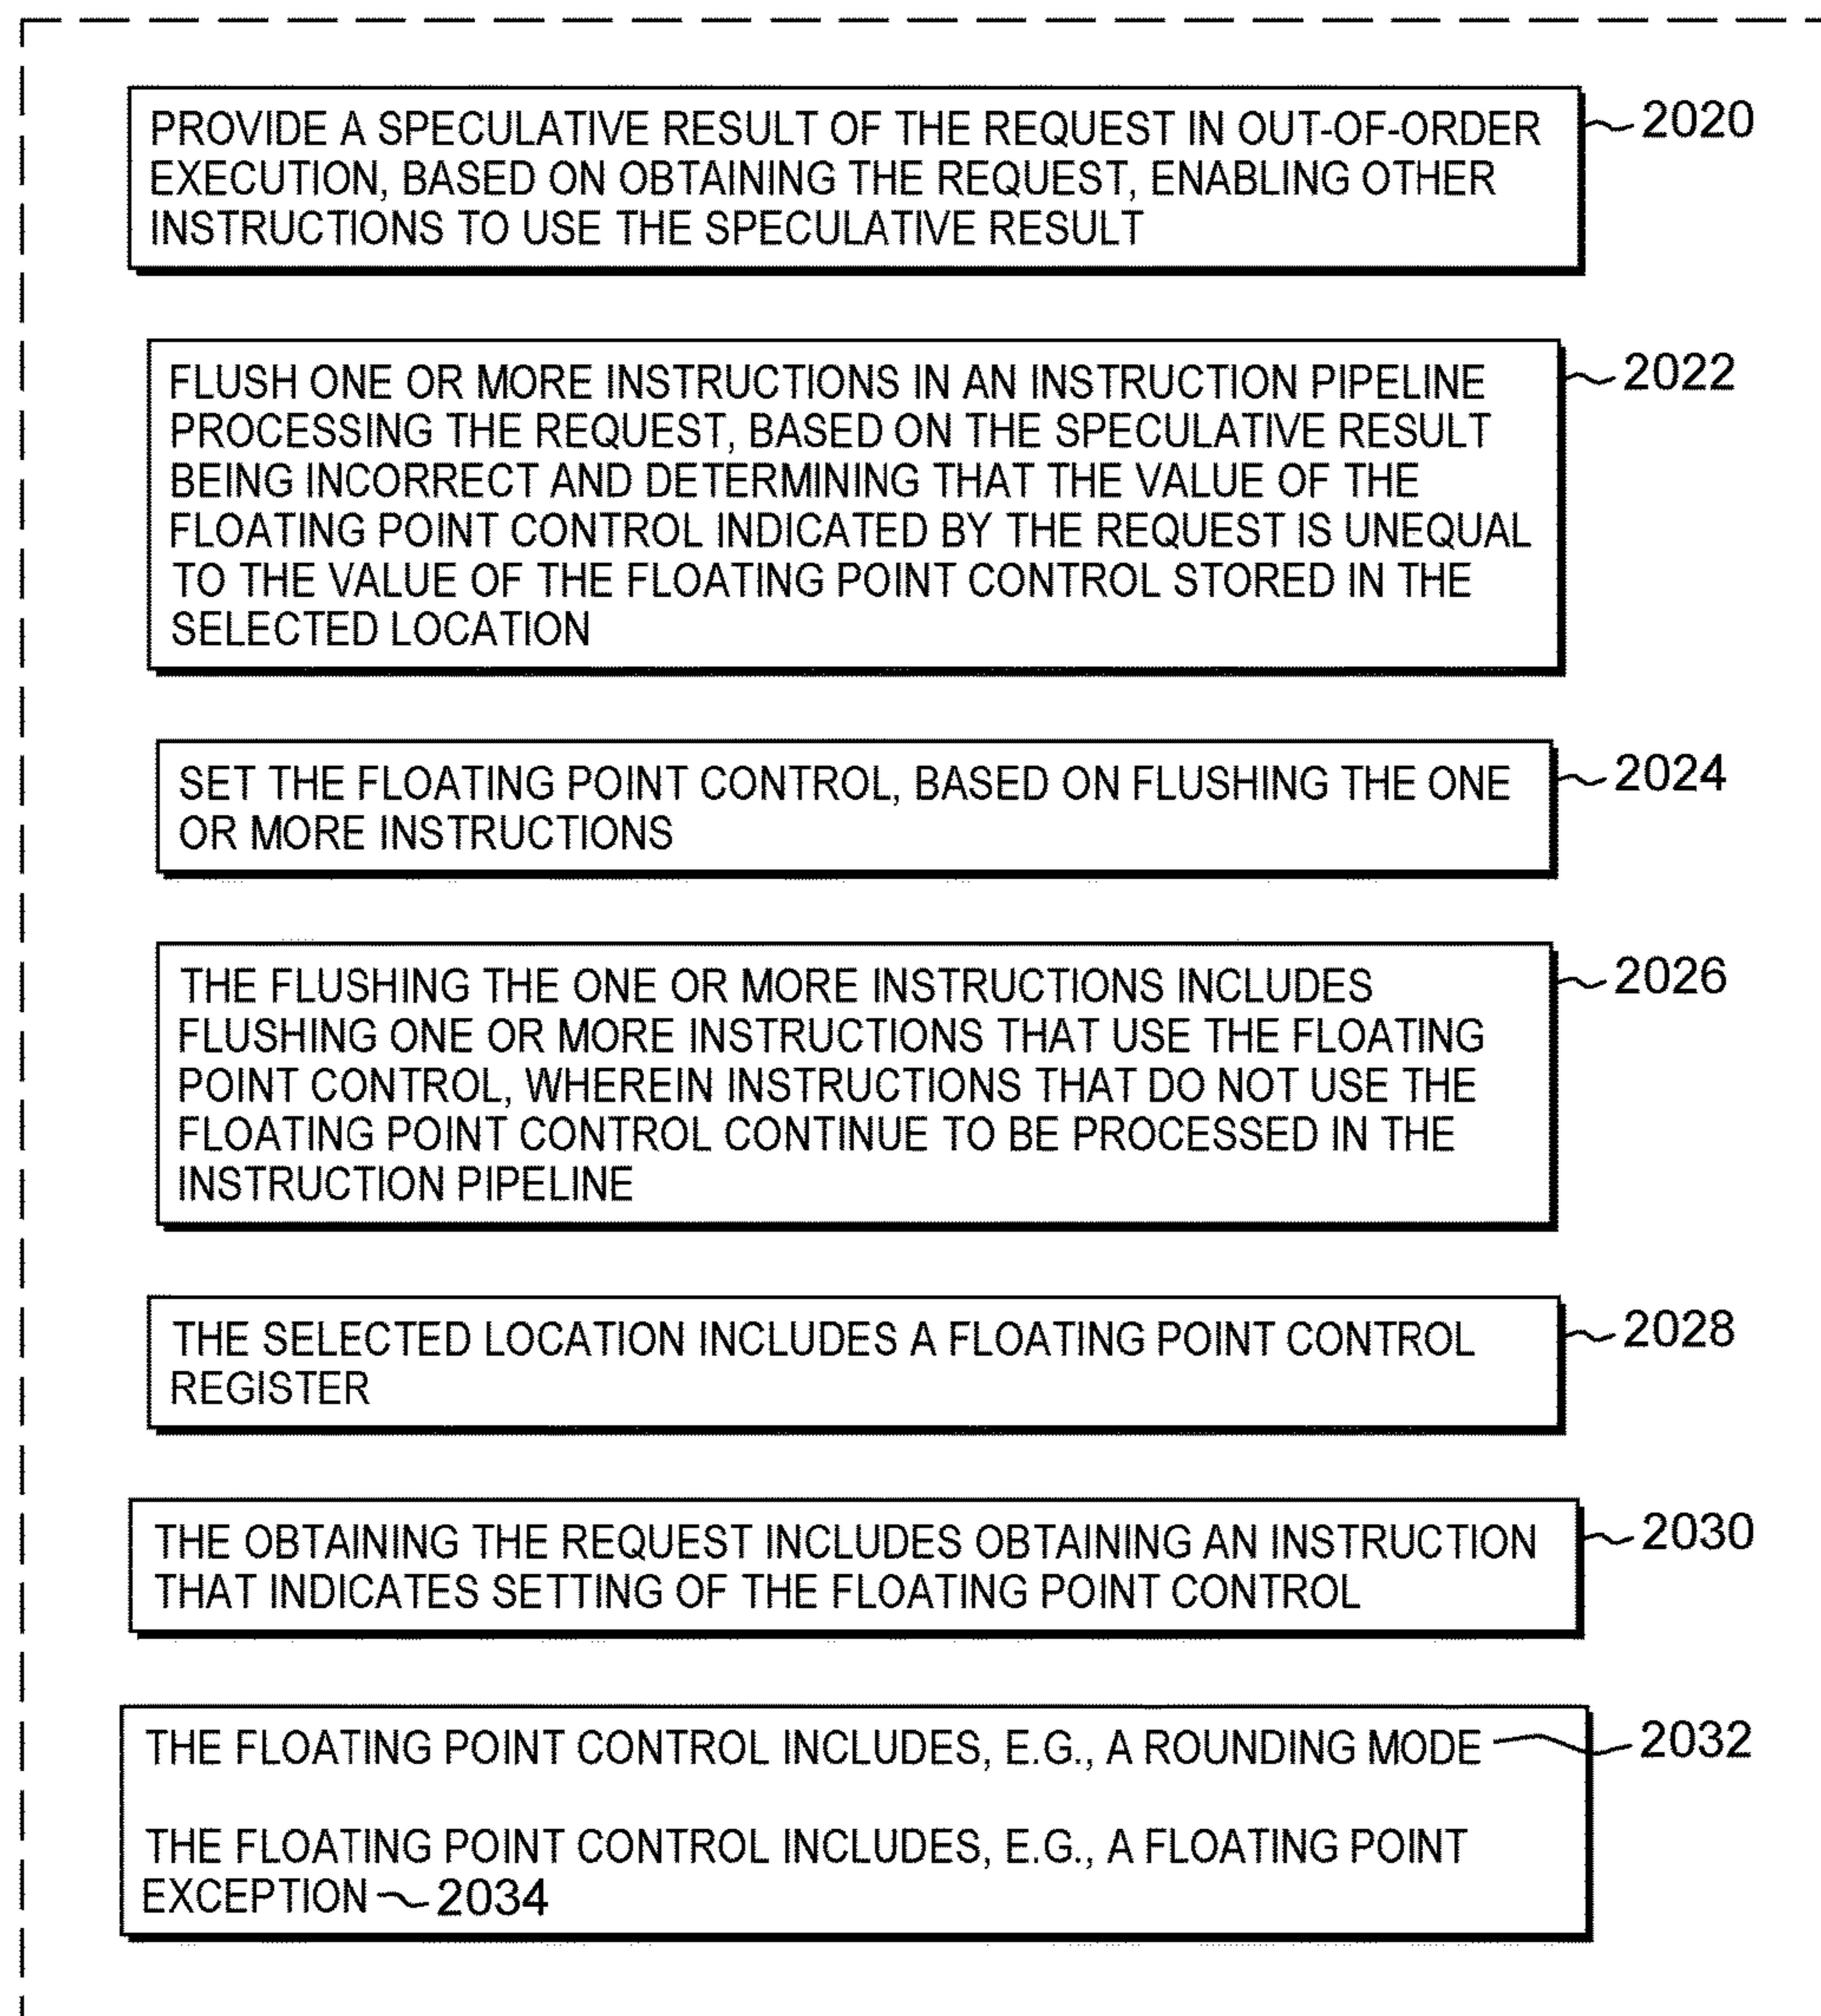 PROVIDE A SPECULATIVE RESULT OF THE REQUEST IN OUT-OF-ORDER 2020
EXECUTION, BASED ON OBTAINING THE REQUEST, ENABLING OTHER
INSTRUCTIONS TO USE THE SPECULATIVE RESULT
FLUSH ONE OR MORE INSTRUCTIONS IN AN INSTRUCTION PIPELINE 2022
PROCESSING THE REQUEST, BASED ON THE SPECULATIVE RESULT
BEING INCORRECT AND DETERMINING THAT THE VALUE OF THE
FLOATING POINT CONTROL INDICATED BY THE REQUEST IS UNEQUAL
TO THE VALUE OF THE FLOATING POINT CONTROL STORED IN THE
SELECTED LOCATION
SET THE FLOATING POINT CONTROL, BASED ON FLUSHING THE ONE 2024
OR MORE INSTRUCTIONS
THE FLUSHING THE ONE OR MORE INSTRUCTIONS INCLUDES 2026
FLUSHING ONE OR MORE INSTRUCTIONS THAT USE THE FLOATING
POINT CONTROL, WHEREIN INSTRUCTIONS THAT DO NOT USE THE
FLOATING POINT CONTROL CONTINUE TO BE PROCESSED IN THE
INSTRUCTION PIPELINE
THE SELECTED LOCATION INCLUDES A FLOATING POINT CONTROL 2028
REGISTER
THE OBTAINING THE REQUEST INCLUDES OBTAINING AN INSTRUCTION 2030
THAT INDICATES SETTING OF THE FLOATING POINT CONTROL
THE FLOATING POINT CONTROL INCLUDES, E.G., A ROUNDING MODE 2032
THE FLOATING POINT CONTROL INCLUDES, E.G., A FLOATING POINT
EXCEPTION 2034